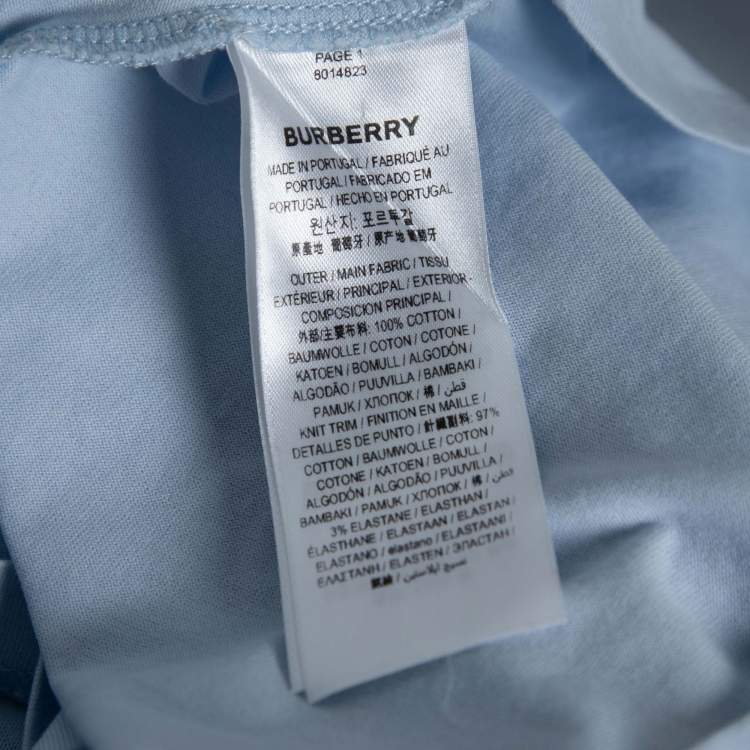 PAGE 1
8014823
BURBERRY
MADE IN PORTUGAL / FABRIQUÉ AU
PORTUGAL / FABRICADO EM
PORTUGAL / HECHO EN PORTUGAL
원산지: 포르투갈
原產地 葡萄牙 / 原产地 葡萄牙
OUTER / MAIN FABRIC / TISSU
EXTÉRIEUR / PRINCIPAL / EXTERIOR -
COMPOSICION PRINCIPAL /
外部/主要布料: 100% COTTON /
BAUMWOLLE / COTON / COTONE /
KATOEN / BOMULL / ALGODÓN /
ALGODÃO / PUUVILLA / BAMBAKI /
PAMUK / ХЛОПОК / 棉 / قطن /
KNIT TRIM / FINITION EN MAILLE /
DETALLES DE PUNTO / 針織副料: 97%
COTTON / BAUMWOLLE / COTON /
COTONE / KATOEN / BOMULL /
ALGODÓN / ALGODÃO / PUUVILLA /
BAMBAKI / PAMUK / ХЛОПОК / 棉 / قطن
3% ELASTANE / ELASTHAN /
ÉLASTHANE / ELASTAAN / ELASTAN /
ELASTANO / elastano / ELASTAANI /
ΕΛΑΣΤΑΝΗ / ELASTEN / ЭЛАСТАН /
氨綸 / نسيج ايلاستين /